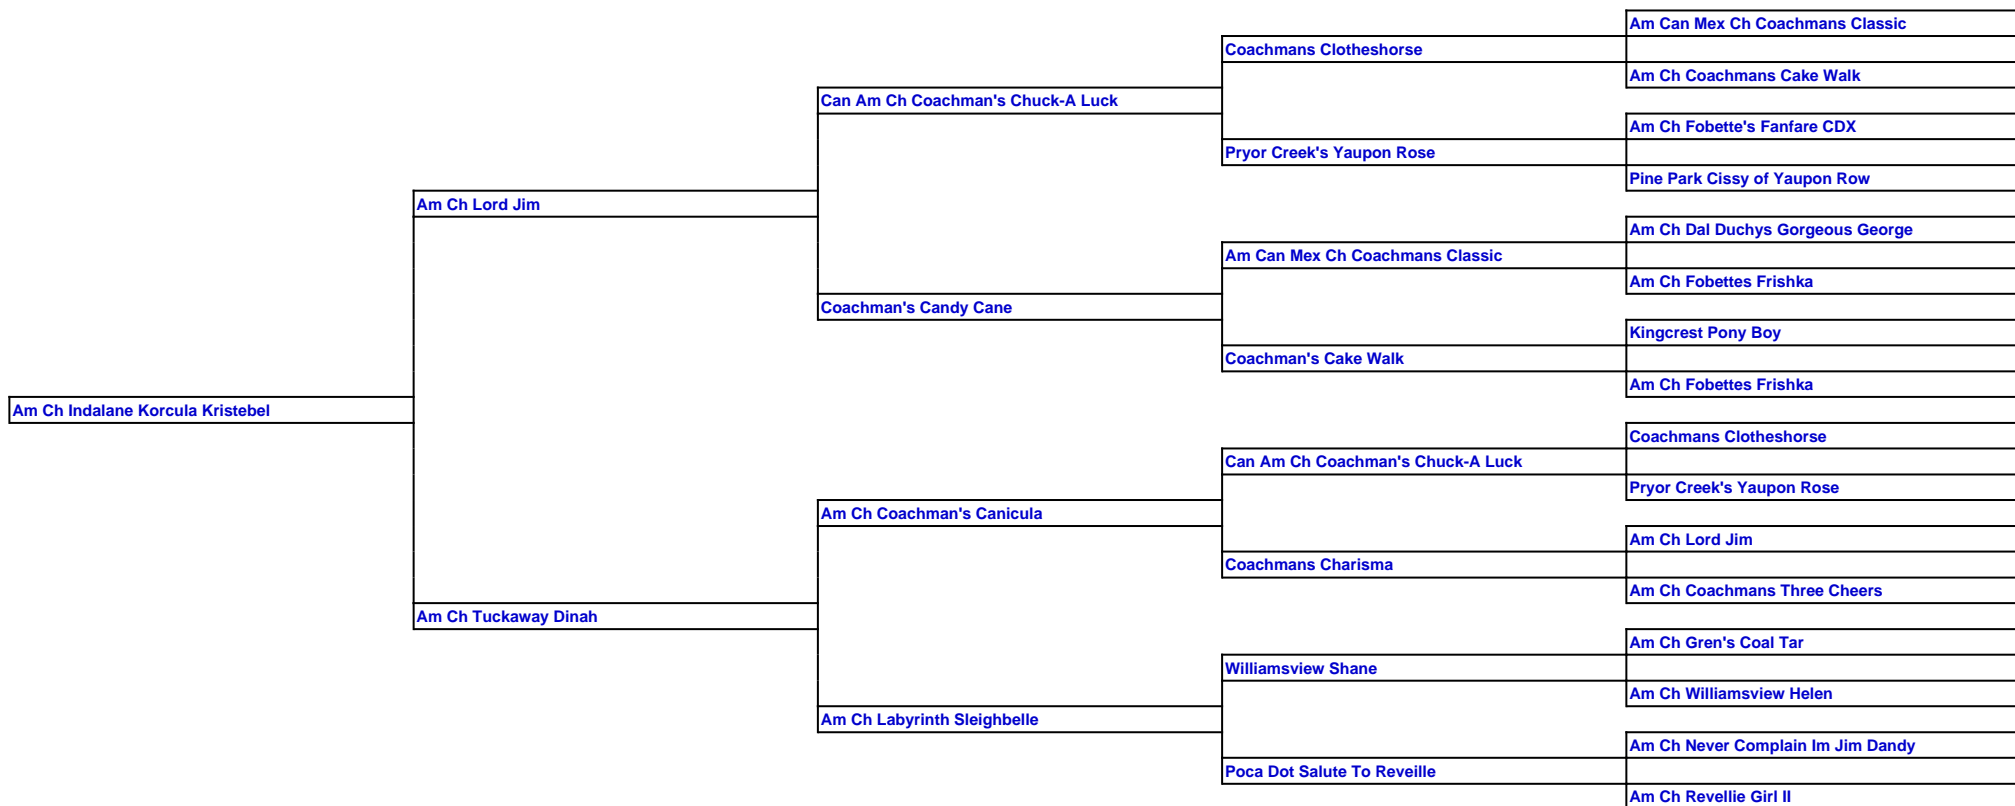 Am Can Mex Ch Coachmans Classic
Coachmans Clotheshorse
Am Ch Coachmans Cake Walk
Can Am Ch Coachman's Chuck-A Luck
Am Ch Fobette's Fanfare CDX
Pryor Creek's Yaupon Rose
Pine Park Cissy of Yaupon Row
Am Ch Lord Jim
Am Ch Dal Duchys Gorgeous George
Am Can Mex Ch Coachmans Classic
Am Ch Fobettes Frishka
Coachman's Candy Cane
Kingcrest Pony Boy
Coachman's Cake Walk
Am Ch Fobettes Frishka
Am Ch Indalane Korcula Kristebel
Coachmans Clotheshorse
Can Am Ch Coachman's Chuck-A Luck
Pryor Creek's Yaupon Rose
Am Ch Coachman's Canicula
Am Ch Lord Jim
Coachmans Charisma
Am Ch Coachmans Three Cheers
Am Ch Tuckaway Dinah
Am Ch Gren's Coal Tar
Williamsview Shane
Am Ch Williamsview Helen
Am Ch Labyrinth Sleighbelle
Am Ch Never Complain Im Jim Dandy
Poca Dot Salute To Reveille
Am Ch Revellie Girl II